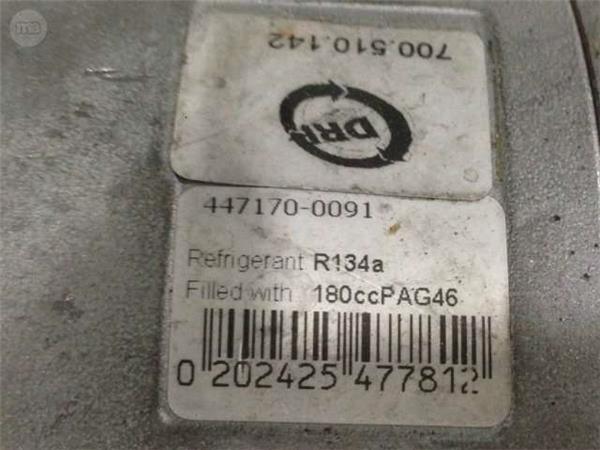 700.510.142
DRI
447170-0091
Refrigerant R134a
Filled with 180ccPAG46
0 202425 477812